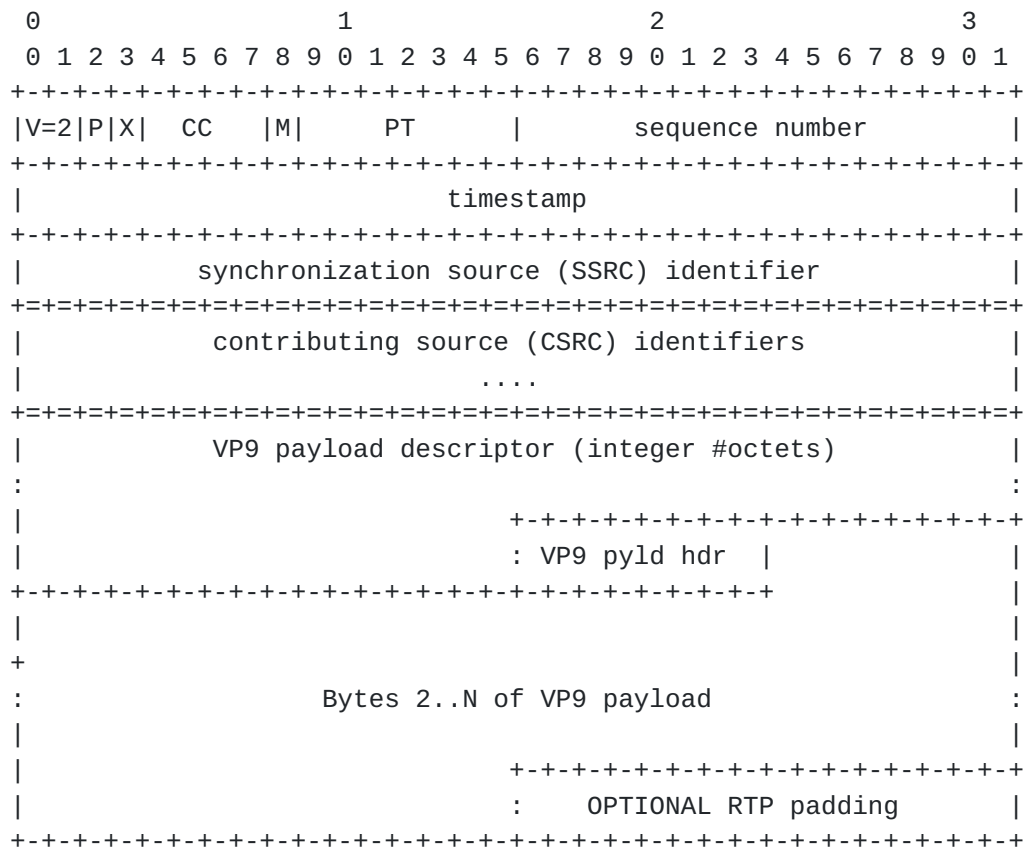 0                   1                   2                   3
 0 1 2 3 4 5 6 7 8 9 0 1 2 3 4 5 6 7 8 9 0 1 2 3 4 5 6 7 8 9 0 1
+-+-+-+-+-+-+-+-+-+-+-+-+-+-+-+-+-+-+-+-+-+-+-+-+-+-+-+-+-+-+-+-+
|V=2|P|X|  CC   |M|     PT        |       sequence number         |
+-+-+-+-+-+-+-+-+-+-+-+-+-+-+-+-+-+-+-+-+-+-+-+-+-+-+-+-+-+-+-+-+
|                           timestamp                           |
+-+-+-+-+-+-+-+-+-+-+-+-+-+-+-+-+-+-+-+-+-+-+-+-+-+-+-+-+-+-+-+-+
|           synchronization source (SSRC) identifier            |
+=+=+=+=+=+=+=+=+=+=+=+=+=+=+=+=+=+=+=+=+=+=+=+=+=+=+=+=+=+=+=+=+
|            contributing source (CSRC) identifiers             |
|                             ....                              |
+=+=+=+=+=+=+=+=+=+=+=+=+=+=+=+=+=+=+=+=+=+=+=+=+=+=+=+=+=+=+=+=+
|            VP9 payload descriptor (integer #octets)           |
:                                                               :
|                               +-+-+-+-+-+-+-+-+-+-+-+-+-+-+-+-+
|                               : VP9 pyld hdr  |               |
+-+-+-+-+-+-+-+-+-+-+-+-+-+-+-+-+-+-+-+-+-+-+-+-+               |
|                                                               |
+                                                               |
:                   Bytes 2..N of VP9 payload                   :
|                                                               |
|                               +-+-+-+-+-+-+-+-+-+-+-+-+-+-+-+-+
|                               :    OPTIONAL RTP padding       |
+-+-+-+-+-+-+-+-+-+-+-+-+-+-+-+-+-+-+-+-+-+-+-+-+-+-+-+-+-+-+-+-+